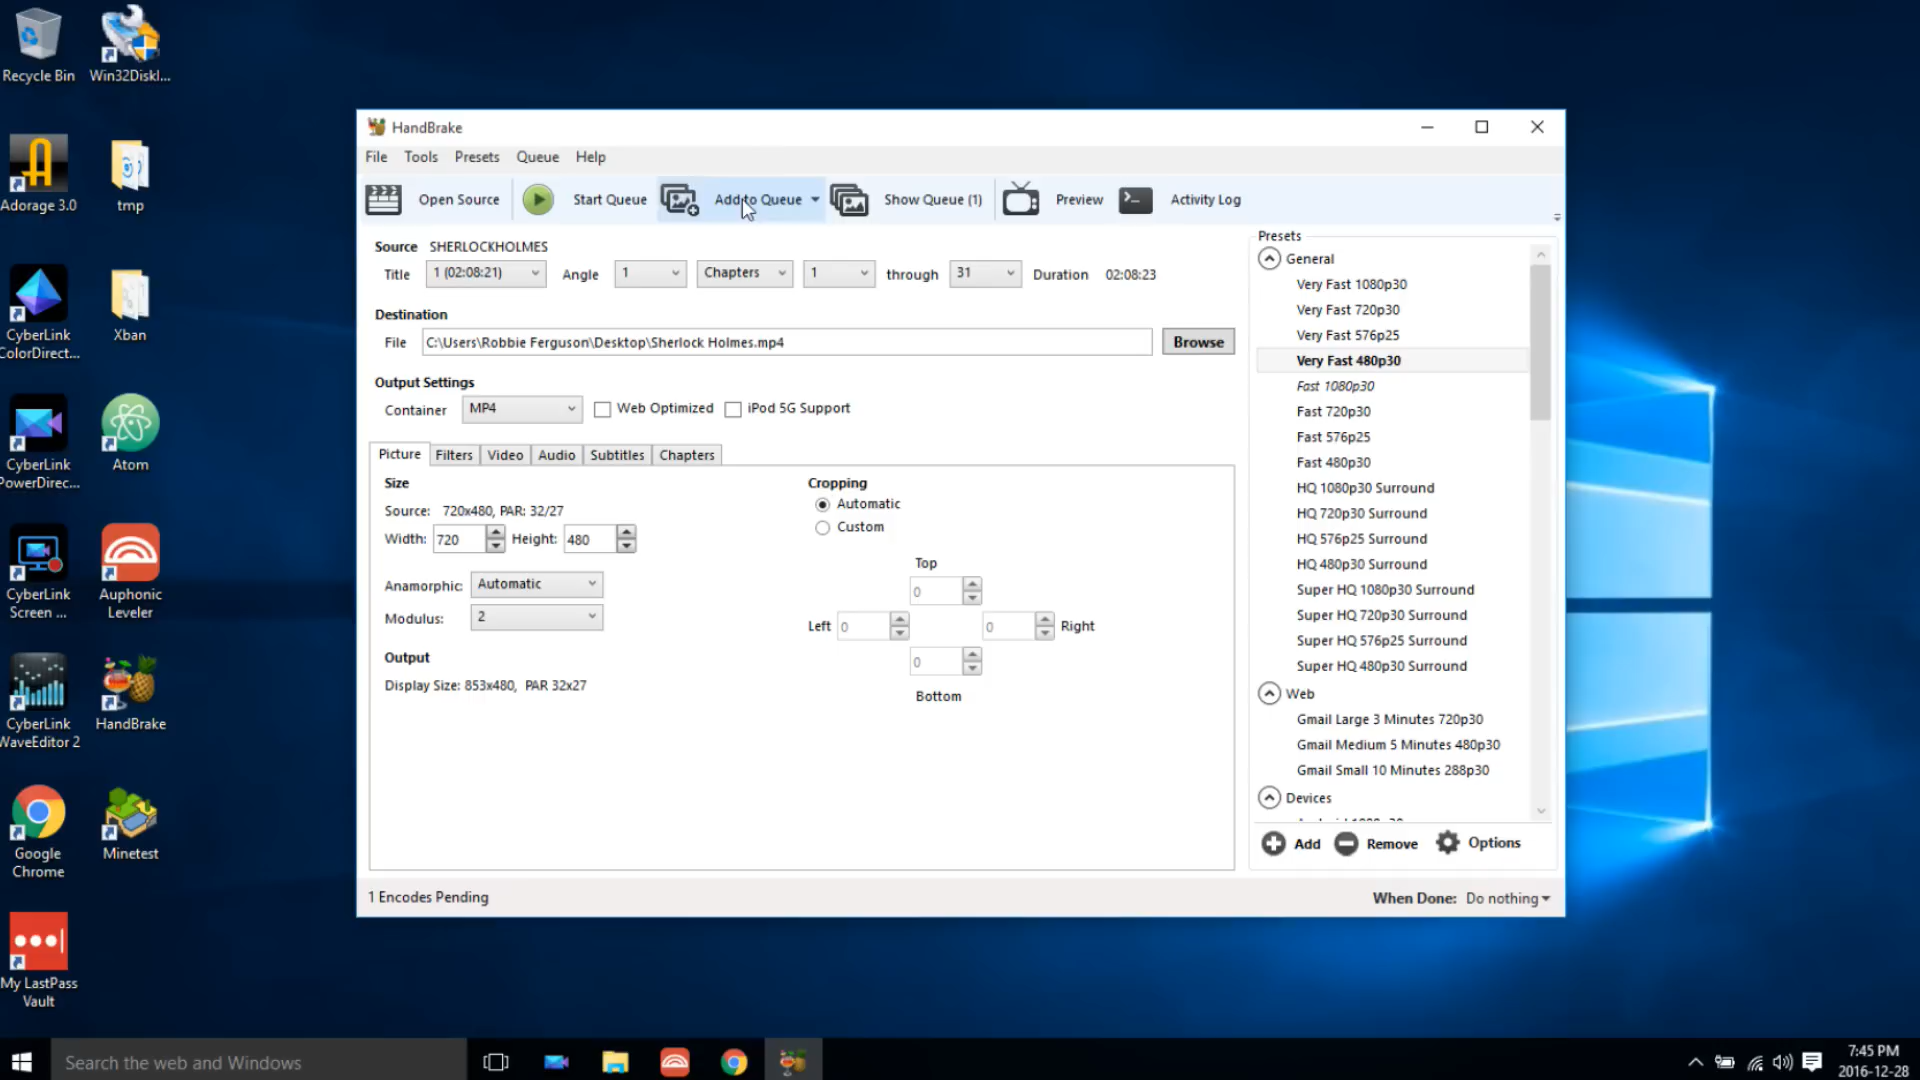 Recycle Bin
Win32DiskI...
Adorage 3.0
tmp
CyberLink
ColorDirect...
Xban
CyberLink
PowerDirec...
Atom
CyberLink
Screen ...
Auphonic
Leveler
CyberLink
WaveEditor 2
HandBrake
Google
Chrome
Minetest
My LastPass
Vault
HandBrake
File Tools Presets Queue Help
Open Source Start Queue Add to Queue Show Queue (1) Preview Activity Log
Source SHERLOCKHOLMES
Title 1 (02:08:21) Angle 1 Chapters 1 through 31 Duration 02:08:23
Destination
File C:\Users\Robbie Ferguson\Desktop\Sherlock Holmes.mp4 Browse
Output Settings
Container MP4 Web Optimized iPod 5G Support
Picture Filters Video Audio Subtitles Chapters
Size
Source: 720x480, PAR: 32/27
Width: 720 Height: 480
Anamorphic: Automatic
Modulus: 2
Output
Display Size: 853x480, PAR 32x27
Cropping
Automatic
Custom
Top
0
Left 0 0 Right
0
Bottom
Presets
General
Very Fast 1080p30
Very Fast 720p30
Very Fast 576p25
Very Fast 480p30
Fast 1080p30
Fast 720p30
Fast 576p25
Fast 480p30
HQ 1080p30 Surround
HQ 720p30 Surround
HQ 576p25 Surround
HQ 480p30 Surround
Super HQ 1080p30 Surround
Super HQ 720p30 Surround
Super HQ 576p25 Surround
Super HQ 480p30 Surround
Web
Gmail Large 3 Minutes 720p30
Gmail Medium 5 Minutes 480p30
Gmail Small 10 Minutes 288p30
Devices
Add Remove Options
1 Encodes Pending
When Done: Do nothing
Search the web and Windows
7:45 PM
2016-12-28